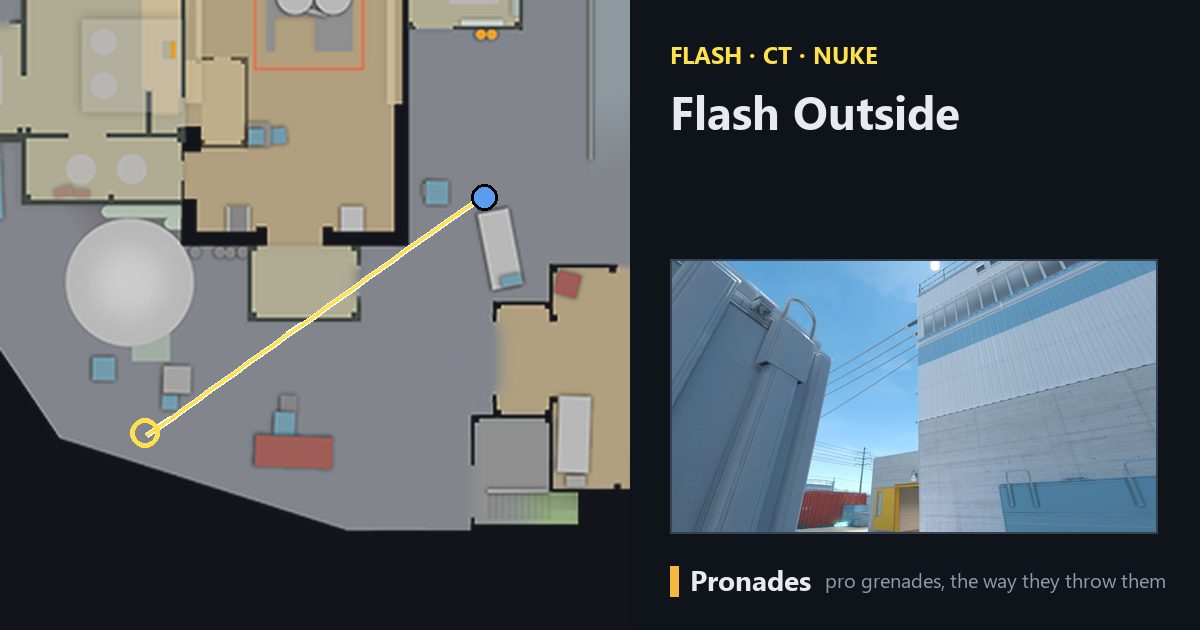 FLASH · CT · NUKE
Flash Outside
Pronades pro grenades, the way they throw them